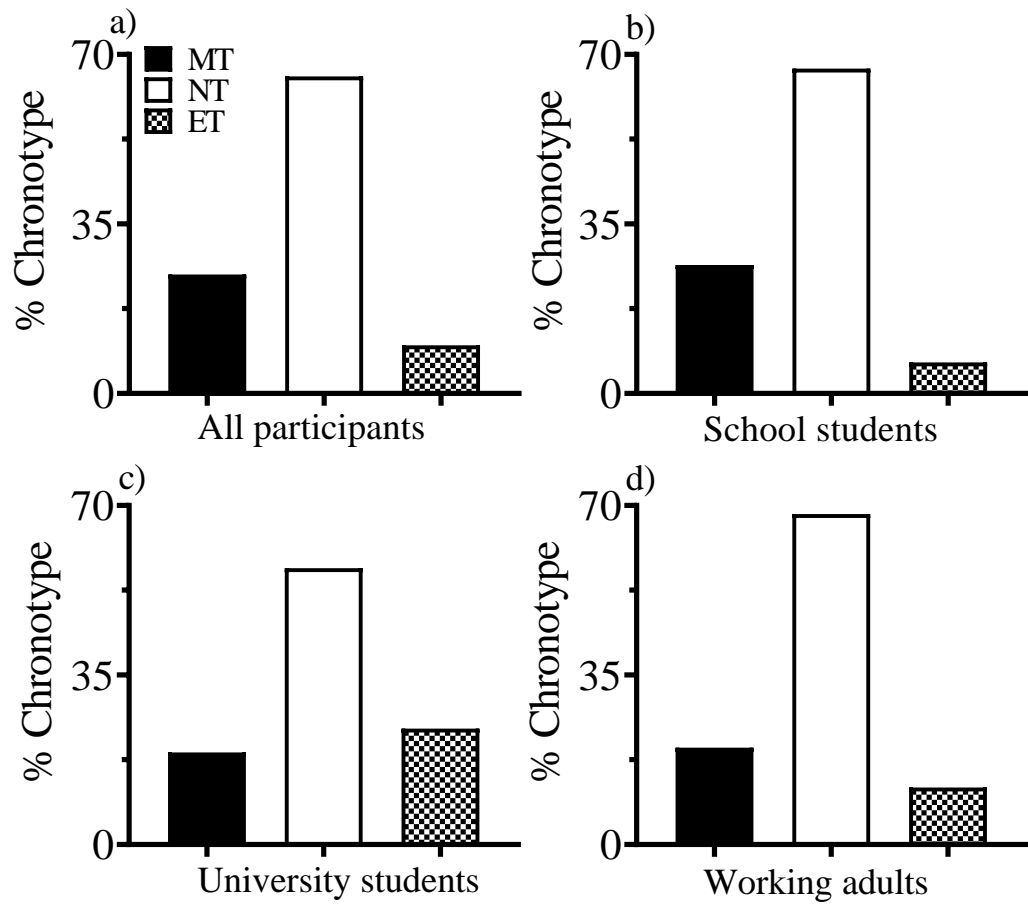 a)
70
35
0
% Chronotype
MT
NT
ET
All participants
b)
70
35
0
% Chronotype
School students
c)
70
35
0
% Chronotype
University students
d)
70
35
0
% Chronotype
Working adults